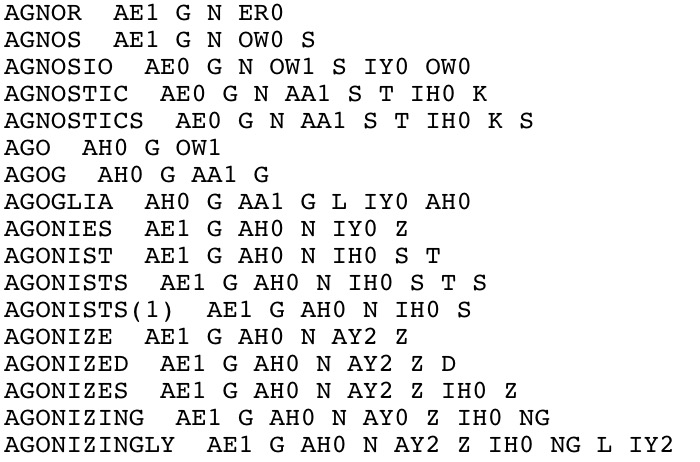 AGNOR  AE1 G N ER0
AGNOS  AE1 G N OW0 S
AGNOSIO  AE0 G N OW1 S IY0 OW0
AGNOSTIC  AE0 G N AA1 S T IH0 K
AGNOSTICS  AE0 G N AA1 S T IH0 K S
AGO  AH0 G OW1
AGOG  AH0 G AA1 G
AGOGLIA  AH0 G AA1 G L IY0 AH0
AGONIES  AE1 G AH0 N IY0 Z
AGONIST  AE1 G AH0 N IH0 S T
AGONISTS  AE1 G AH0 N IH0 S T S
AGONISTS(1)  AE1 G AH0 N IH0 S
AGONIZE  AE1 G AH0 N AY2 Z
AGONIZED  AE1 G AH0 N AY2 Z D
AGONIZES  AE1 G AH0 N AY2 Z IH0 Z
AGONIZING  AE1 G AH0 N AY0 Z IH0 NG
AGONIZINGLY  AE1 G AH0 N AY2 Z IH0 NG L IY2